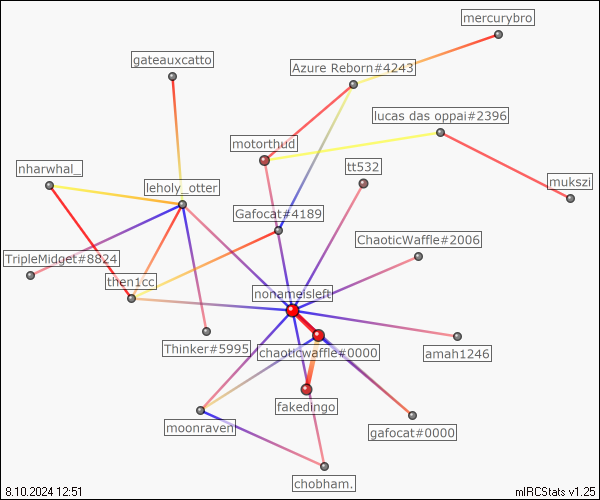 mercurybro
gateauxcatto
Azure Reborn#4243
lucas das oppai#2396
motorthud
nharwhal_
tt532
leholy_otter
mukszi
Gafocat#4189
ChaoticWaffle#2006
TripleMidget#8824
then1cc
nonameisleft
Thinker#5995
chaoticwaffle#0000
amah1246
fakedingo
moonraven
gafocat#0000
chobham.
8.10.2024 12:51
mIRCStats v1.25